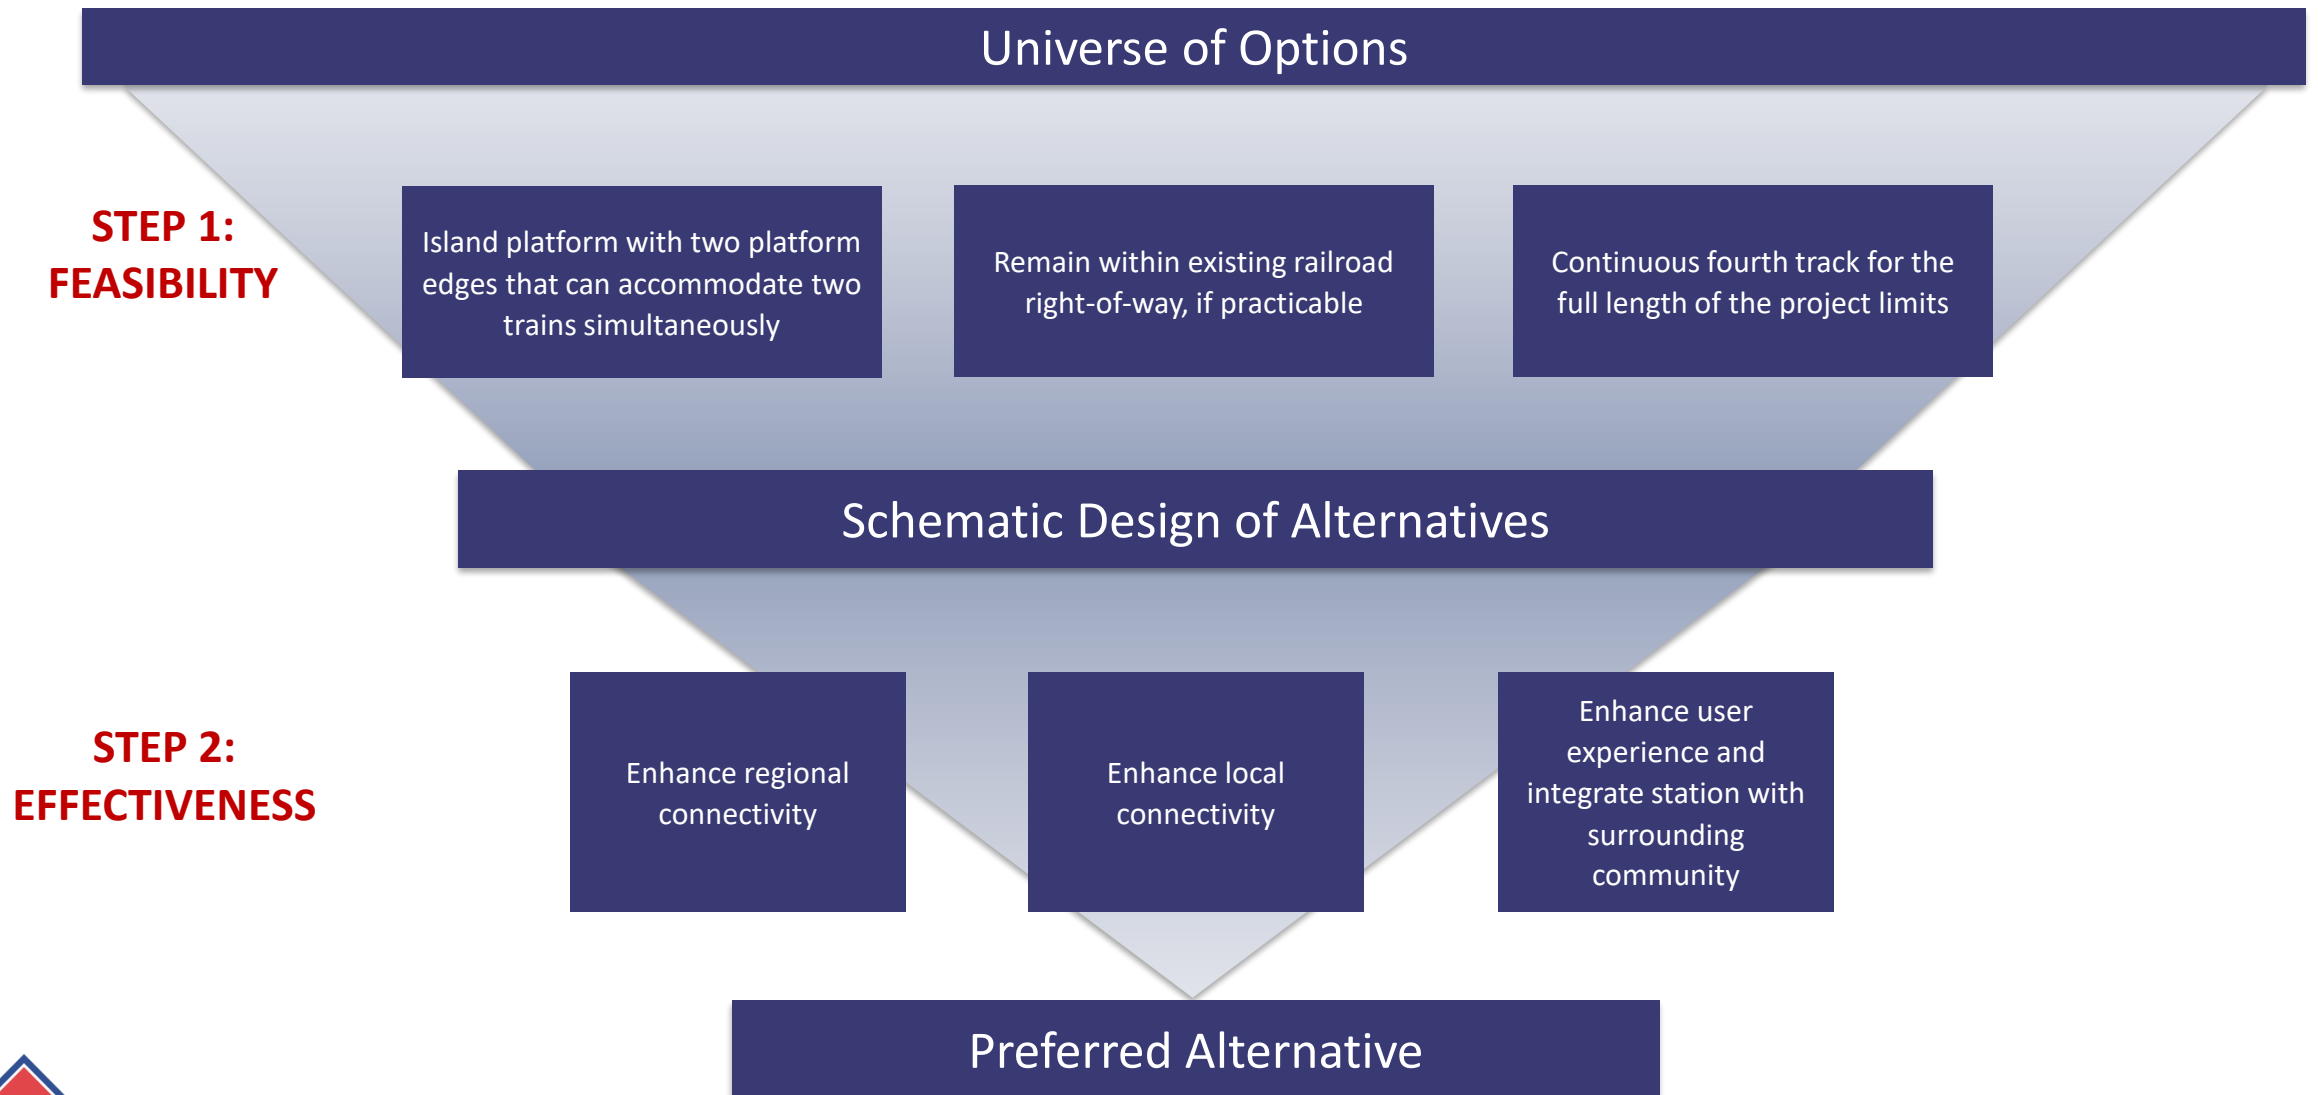 Universe of Options
STEP 1:
FEASIBILITY
Island platform with two platform
edges that can accommodate two
trains simultaneously
Remain within existing railroad
right-of-way, if practicable
Continuous fourth track for the
full length of the project limits
Schematic Design of Alternatives
STEP 2:
EFFECTIVENESS
Enhance regional
connectivity
Enhance local
connectivity
Enhance user
experience and
integrate station with
surrounding
community
Preferred Alternative